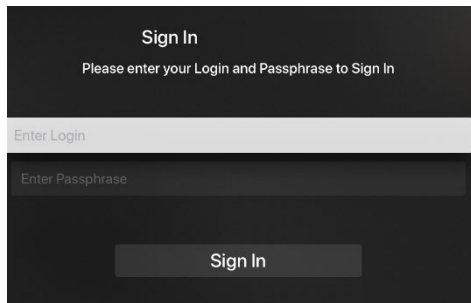 Sign In
Please enter your Login and Passphrase to Sign In
Enter Login
Enter Passphrase
Sign In